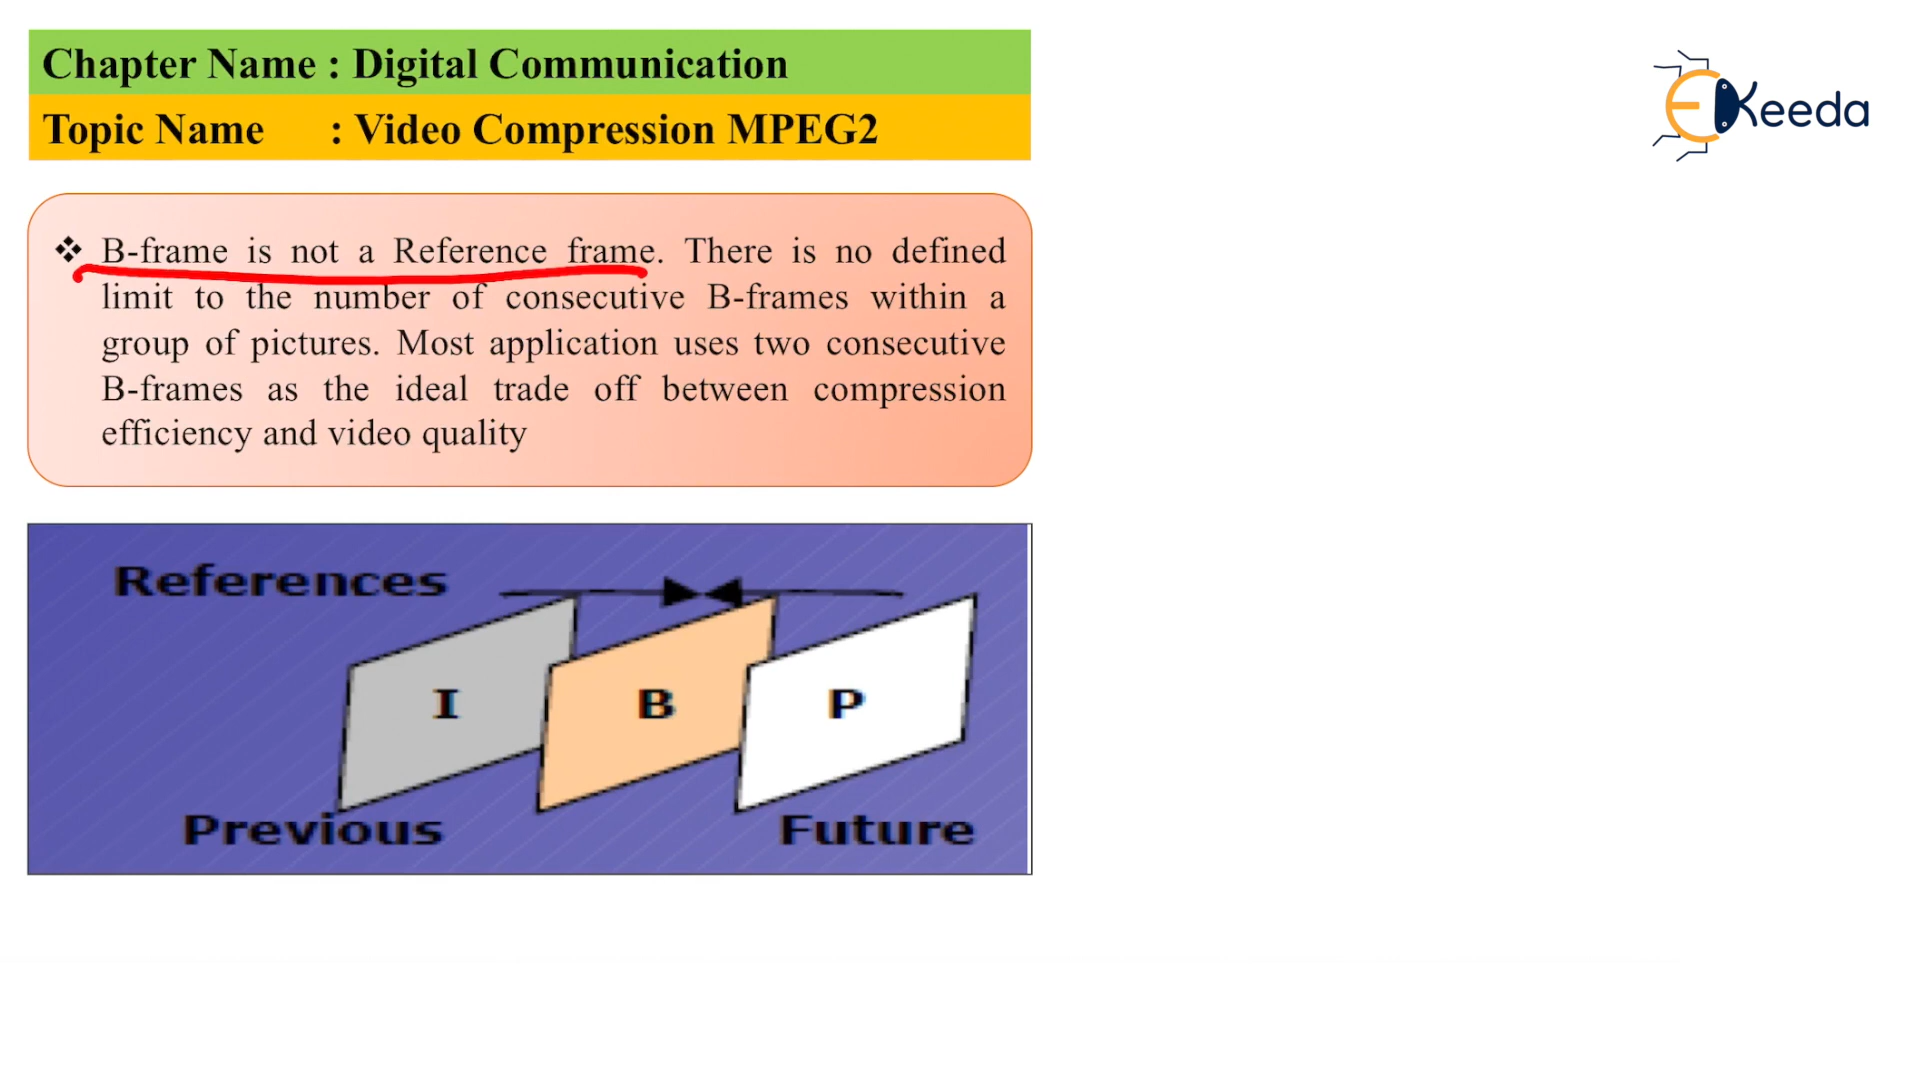 Chapter Name : Digital Communication
Topic Name : Video Compression MPEG2
Keeda
❖ B-frame is not a Reference frame. There is no defined
limit to the number of consecutive B-frames within a
group of pictures. Most application uses two consecutive
B-frames as the ideal trade off between compression
efficiency and video quality
References
I B P
Previous Future